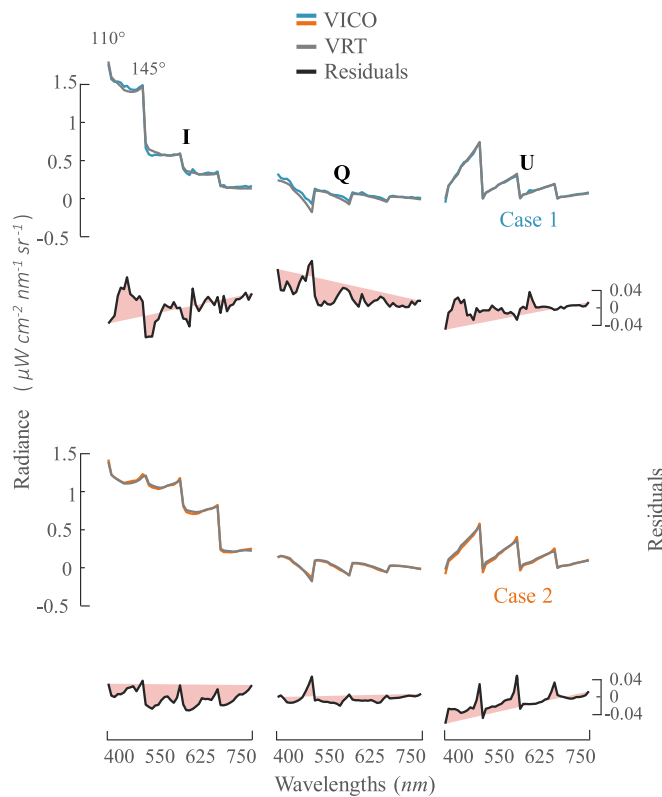 VICO
VRT
Residuals
110°
145°
1.5
1
0.5
0
-0.5
I
Q
U
Case 1
0.04
0
-0.04
Radiance ( μW cm-2 nm-1 sr-1 )
Residuals
1.5
1
0.5
0
-0.5
Case 2
0.04
0
-0.04
400 550 750 400 550 750 400 550 750
625 625 625
Wavelengths (nm)